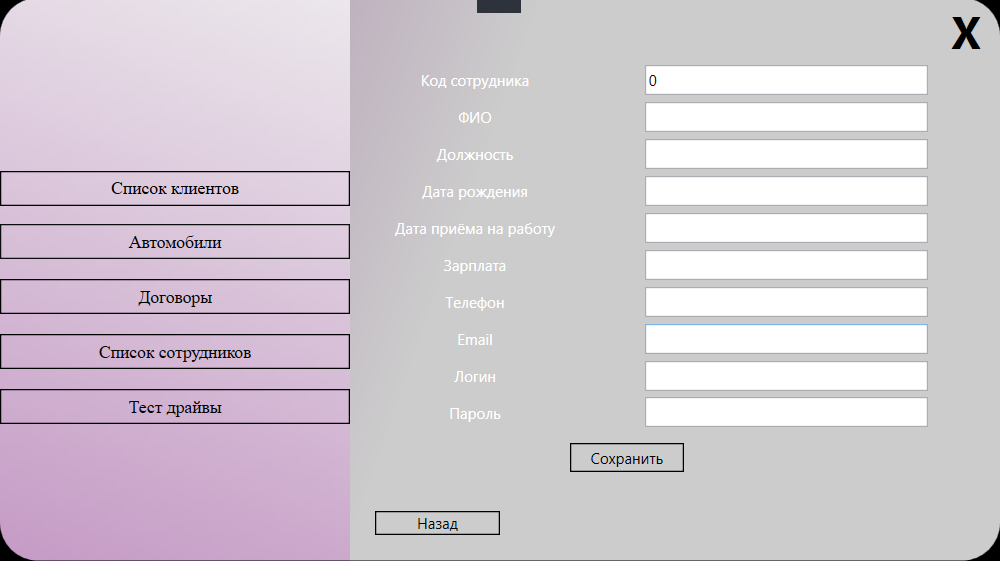 X
Список клиентов
Автомобили
Договоры
Список сотрудников
Тест драйвы
Код сотрудника 0
ФИО
Должность
Дата рождения
Дата приёма на работу
Зарплата
Телефон
Email
Логин
Пароль
Сохранить
Назад